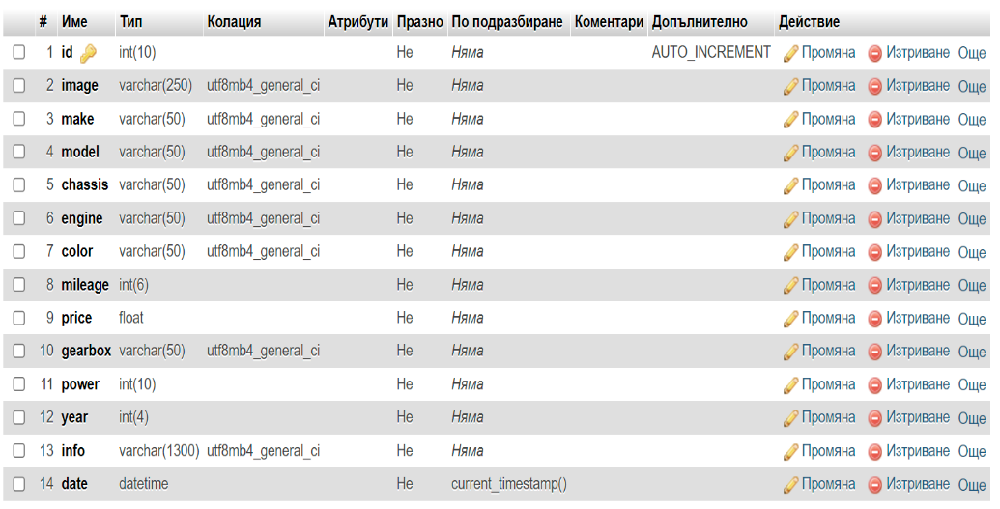 # Име Тип Колация Атрибути Празно По подразбиране Коментари Допълнително Действие
1 id int(10) Не Няма AUTO_INCREMENT Промяна Изтриване Още
2 image varchar(250) utf8mb4_general_ci Не Няма Промяна Изтриване Още
3 make varchar(50) utf8mb4_general_ci Не Няма Промяна Изтриване Още
4 model varchar(50) utf8mb4_general_ci Не Няма Промяна Изтриване Още
5 chassis varchar(50) utf8mb4_general_ci Не Няма Промяна Изтриване Още
6 engine varchar(50) utf8mb4_general_ci Не Няма Промяна Изтриване Още
7 color varchar(50) utf8mb4_general_ci Не Няма Промяна Изтриване Още
8 mileage int(6) Не Няма Промяна Изтриване Още
9 price float Не Няма Промяна Изтриване Още
10 gearbox varchar(50) utf8mb4_general_ci Не Няма Промяна Изтриване Още
11 power int(10) Не Няма Промяна Изтриване Още
12 year int(4) Не Няма Промяна Изтриване Още
13 info varchar(1300) utf8mb4_general_ci Не Няма Промяна Изтриване Още
14 date datetime Не current_timestamp() Промяна Изтриване Още